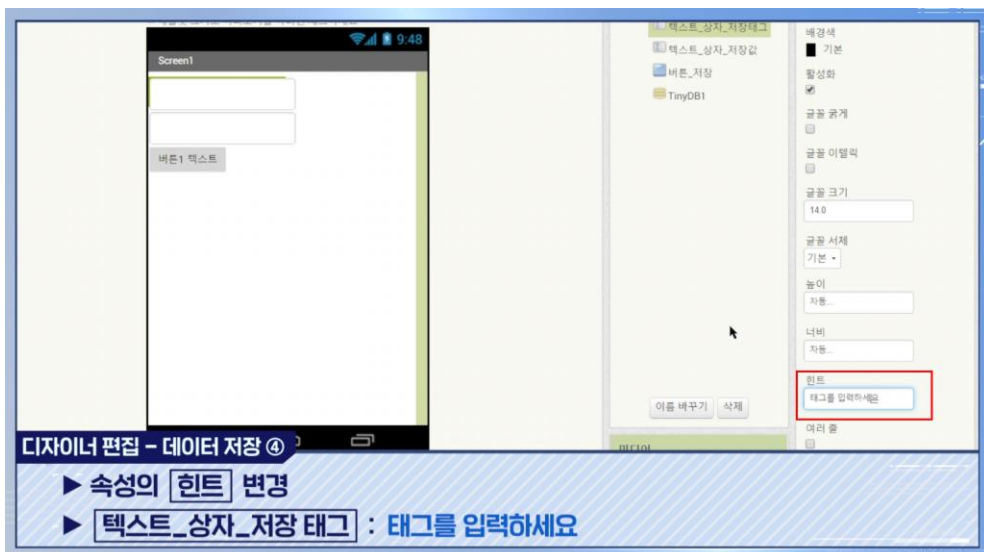 9:48
Screen1
버튼1 텍스트
텍스트_상자_저장태그
텍스트_상자_저장값
버튼_저장
TinyDB1
이름 바꾸기 삭제
배경색
기본
활성화
글꼴 굵게
글꼴 이탤릭
글꼴 크기
14.0
글꼴 서체
기본
높이
자동...
너비
자동...
힌트
태그를 입력하세요
여러 줄
디자이너 편집 – 데이터 저장 ④
▶ 속성의 힌트 변경
▶ 텍스트_상자_저장 태그 : 태그를 입력하세요